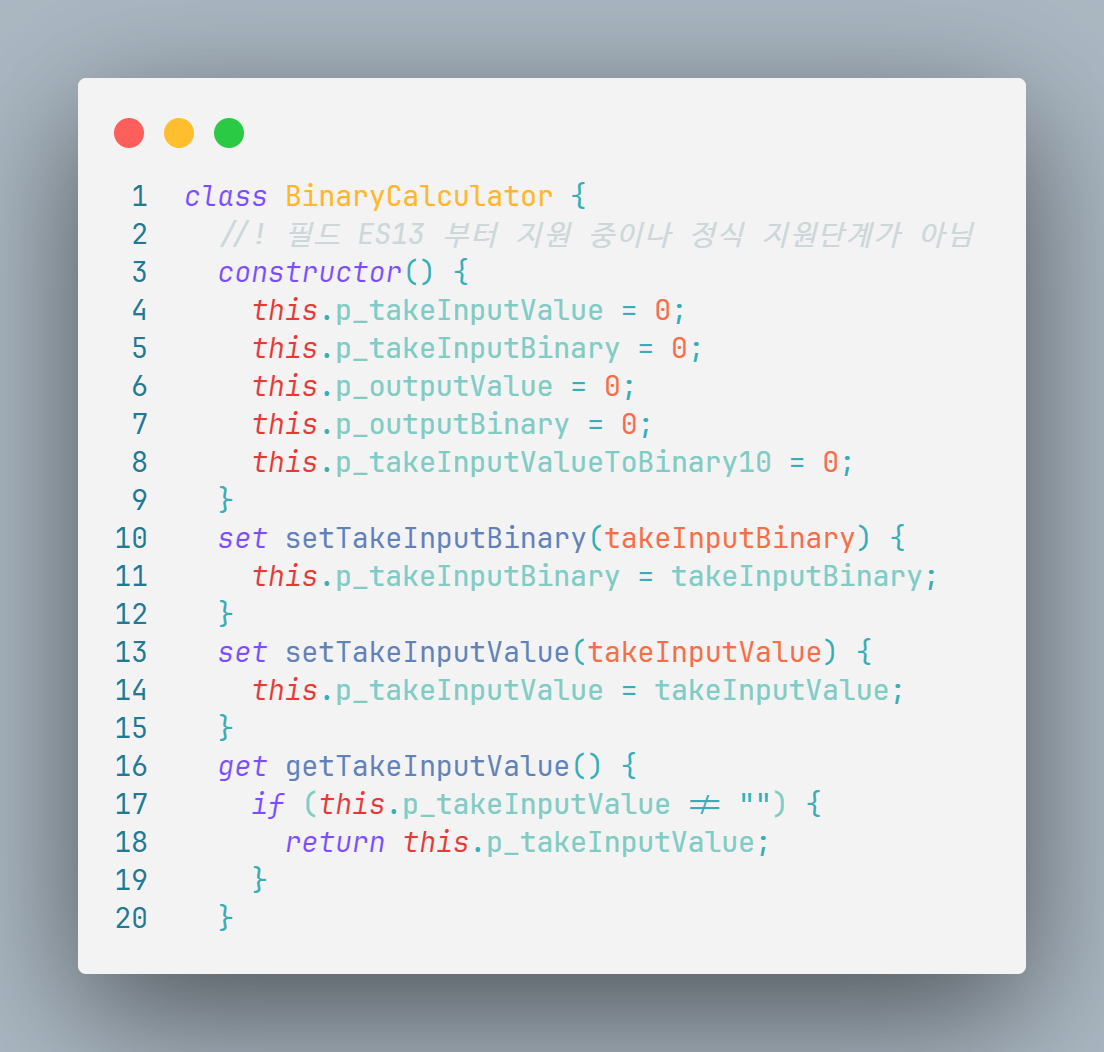 1 class BinaryCalculator {
2 //! 필드 ES13 부터 지원 중이나 정식 지원단계가 아님
3 constructor() {
4 this.p_takeInputValue = 0;
5 this.p_takeInputBinary = 0;
6 this.p_outputValue = 0;
7 this.p_outputBinary = 0;
8 this.p_takeInputValueToBinary10 = 0;
9 }
10 set setTakeInputBinary(takeInputBinary) {
11 this.p_takeInputBinary = takeInputBinary;
12 }
13 set setTakeInputValue(takeInputValue) {
14 this.p_takeInputValue = takeInputValue;
15 }
16 get getTakeInputValue() {
17 if (this.p_takeInputValue != "") {
18 return this.p_takeInputValue;
19 }
20 }